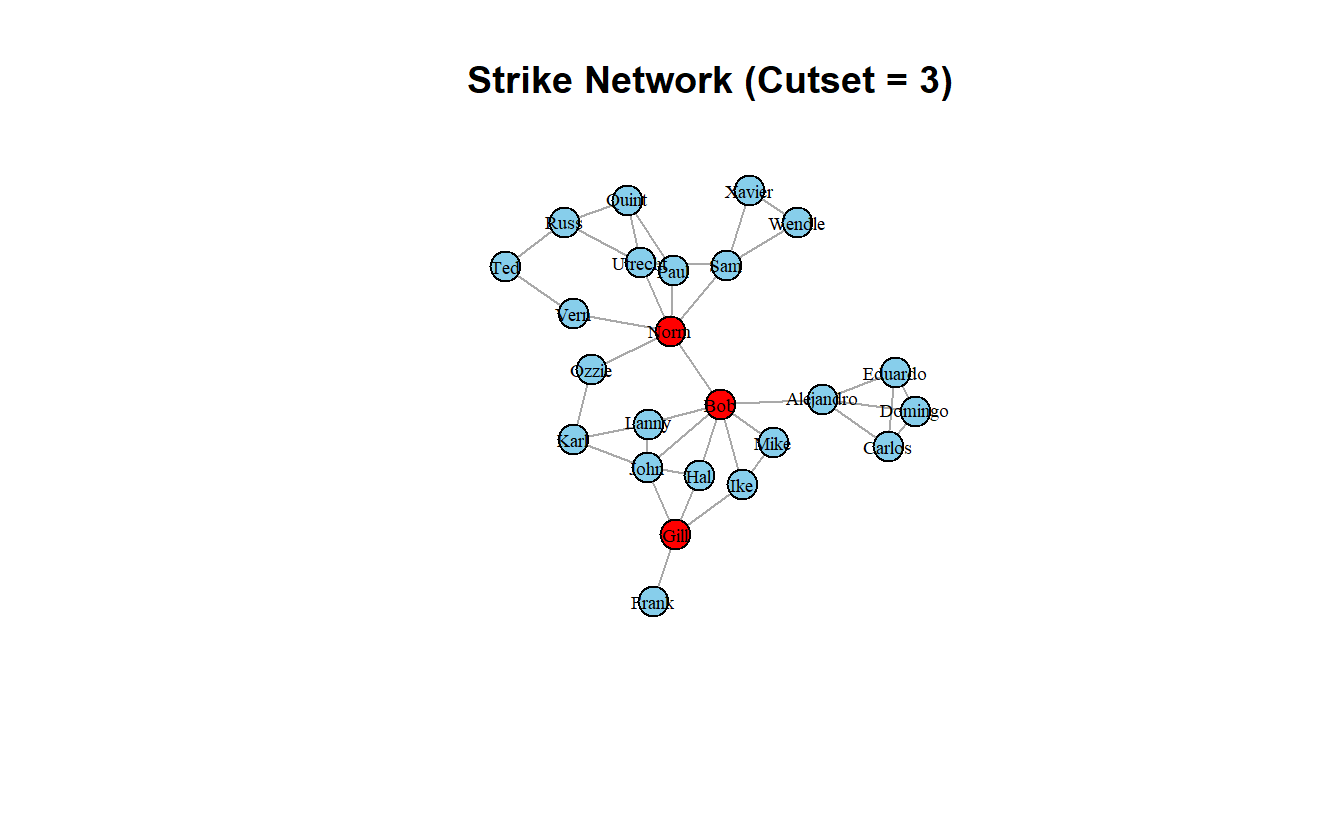 Strike Network (Cutset = 3)
Xavier
Quint
Russ
Wendle
Utrecht
Paul
Sam
Ted
Vern
North
Ozzie
Eduardo
Alejandro
Bob
Domingo
Lanny
Karl
Mike
Carlos
John
Hal
Ike
Gill
Frank